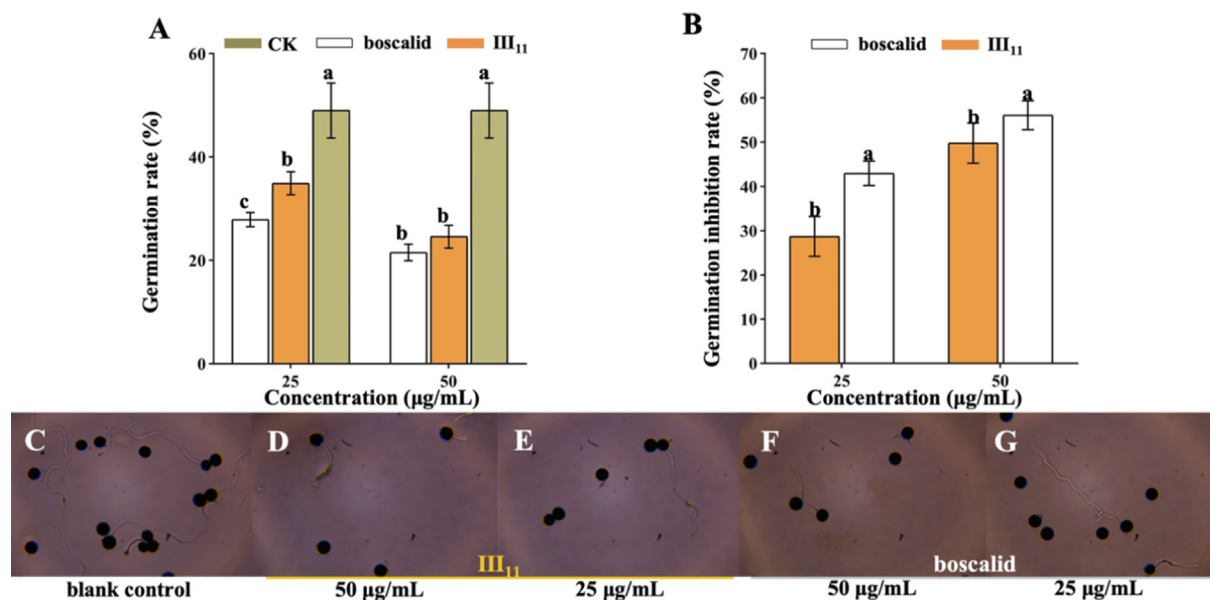 A
CK boscalid III₁₁
Germination rate (%)
60
40
20
0
a
b
c
a
b
b
25
50
Concentration (μg/mL)
B
boscalid III₁₁
Germination inhibition rate (%)
70
60
50
40
30
20
10
0
b
a
b
a
25
50
Concentration (μg/mL)
C
D
E
F
G
III₁₁
boscalid
blank control
50 μg/mL
25 μg/mL
50 μg/mL
25 μg/mL